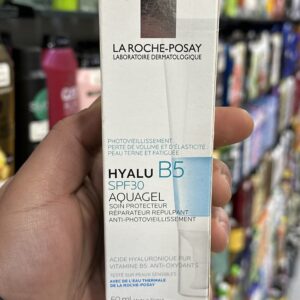 LA ROCHE-POSAY
LABORATOIRE DERMATOLOGIQUE
PHOTOVIEILLISSEMENT
PERTE DE VOLUME ET D'ÉLASTICITÉ
PEAU TERNE ET FATIGUÉE
HYALU B5
SPF30
AQUAGEL
SOIN PROTECTEUR
RÉPARATEUR REPULPANT
ANTI-PHOTOVIEILLISSEMENT
ACIDE HYALURONIQUE PUR
VITAMINE B5. ANTI-OXYDANTS
TESTÉ SUR PEAUX SENSIBLES
AVEC DE L'EAU THERMALE
DE LA ROCHE-POSAY
50 ml